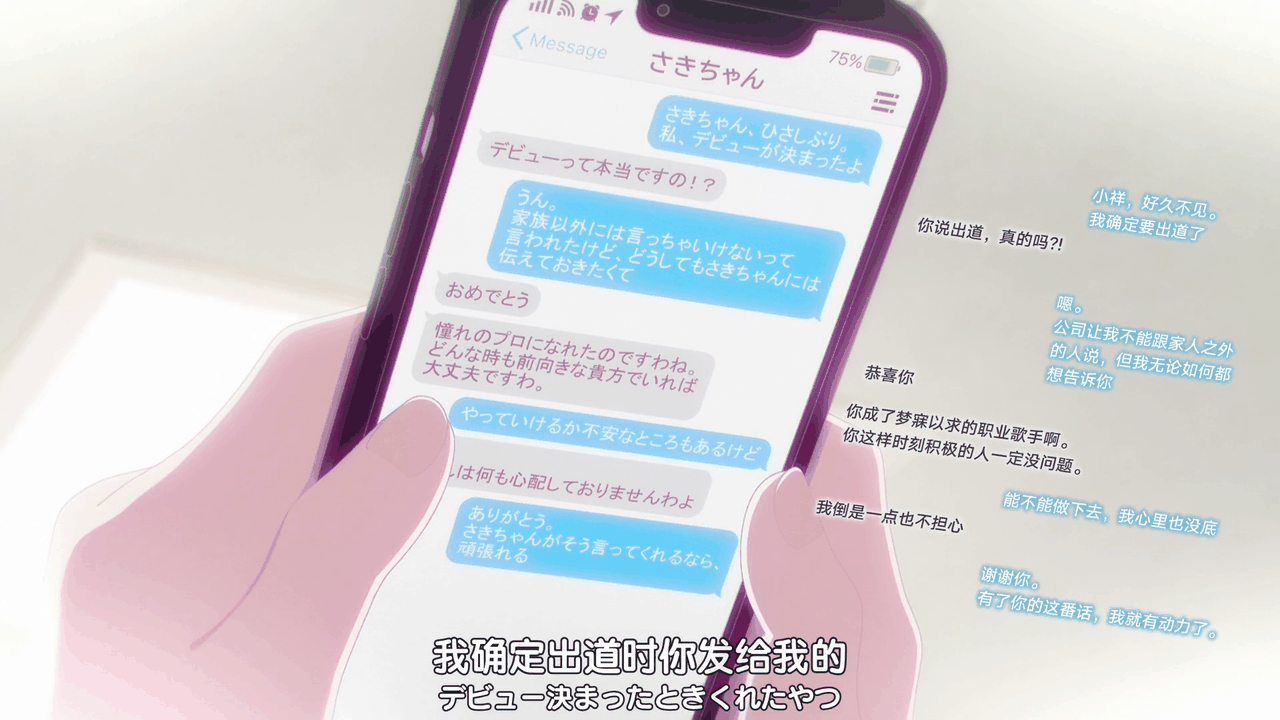 Message
75%
さきちゃん
さきちゃん、ひさしぶり。
私、デビューが決まったよ
デビューって本当ですの！？
うん。
家族以外には言っちゃいけないって
言われたけど、どうしてもさきちゃんには
伝えておきたくて
おめでとう
憧れのプロになれたのですわね。
どんな時も前向きな貴方でいれば
大丈夫ですわ。
やっていけるか不安なところもあるけど
しは何も心配しておりませんわよ
ありがとう。
さきちゃんがそう言ってくれるなら、
頑張れる
小祥，好久不见。
我确定要出道了
你说出道，真的吗?!
嗯。
公司让我不能跟家人之外
的人说，但我无论如何都
想告诉你
恭喜你
你成了梦寐以求的职业歌手啊。
你这样时刻积极的人一定没问题。
能不能做下去，我心里也没底
我倒是一点也不担心
谢谢你。
有了你的这番话，我就有动力了。
我确定出道时你发给我的
デビュー決まったときくれたやつ